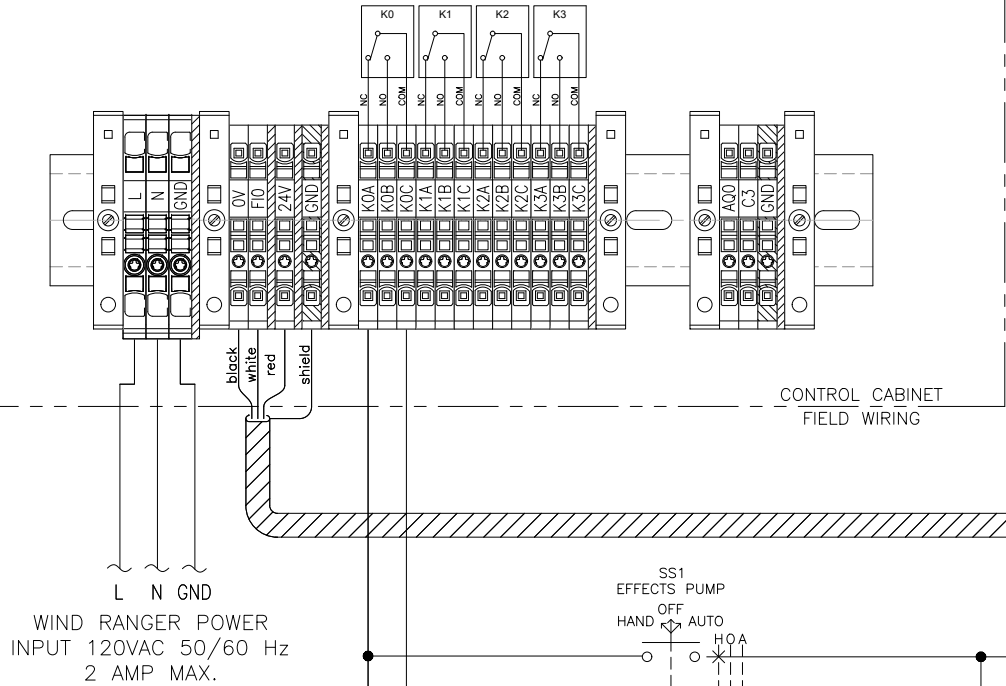 K0 K1 K2 K3
NC NO COM NC NO COM NC NO COM NC NO COM
L N GND 0V FI0 24V GND K0A K0B K0C K1A K1B K1C K2A K2B K2C K3A K3B K3C AQ0 C3 GND
black white red shield
CONTROL CABINET
FIELD WIRING
SS1
EFFECTS PUMP
OFF
HAND AUTO
H O A
L N GND
WIND RANGER POWER
INPUT 120VAC 50/60 Hz
2 AMP MAX.